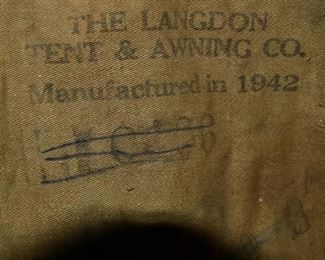 THE LANGDON
TENT & AWNING CO.
Manufactured in 1942